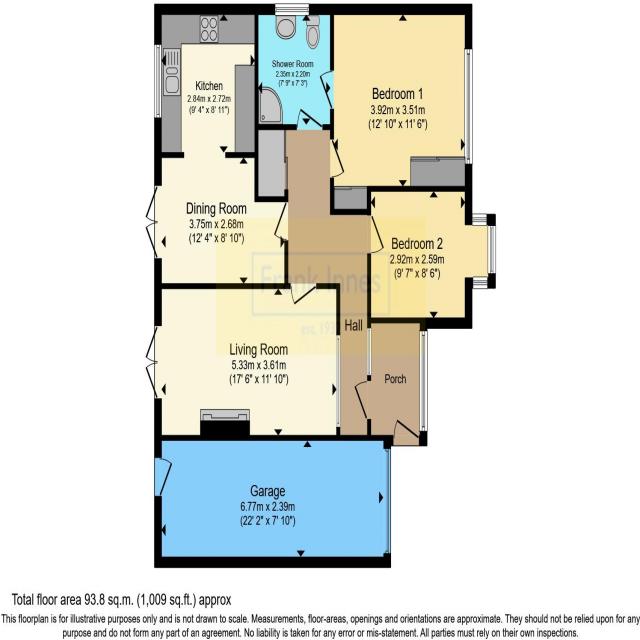 Shower Room
2.35m x 2.20m
(7' 9" x 7' 3")
Kitchen
2.84m x 2.72m
(9' 4" x 8' 11")
Bedroom 1
3.92m x 3.51m
(12' 10" x 11' 6")
Dining Room
3.75m x 2.68m
(12' 4" x 8' 10")
Bedroom 2
2.92m x 2.59m
(9' 7" x 8' 6")
Frank Innes
est. 193
Hall
Living Room
5.33m x 3.61m
(17' 6" x 11' 10")
Porch
Garage
6.77m x 2.39m
(22' 2" x 7' 10")
Total floor area 93.8 sq.m. (1,009 sq.ft.) approx
This floorplan is for illustrative purposes only and is not drawn to scale. Measurements, floor-areas, openings and orientations are approximate. They should not be relied upon for any
purpose and do not form any part of an agreement. No liability is taken for any error or mis-statement. All parties must rely on their own inspections.